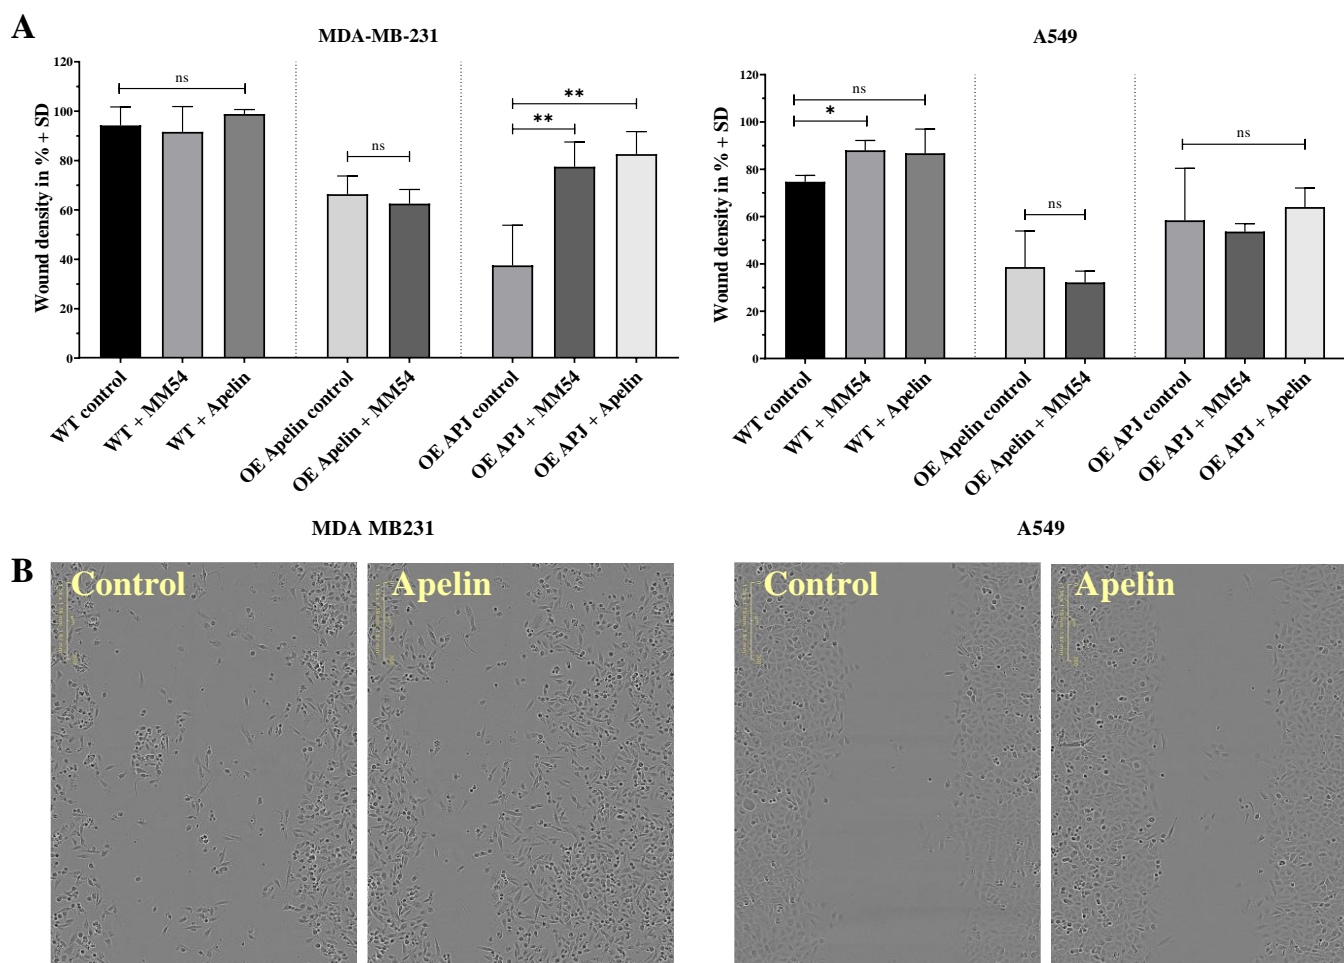 A
MDA-MB-231
Wound density in % + SD
120
100
80
60
40
20
0
ns
ns
**
**
WT control
WT + MM54
WT + Apelin
OE Apelin control
OE Apelin + MM54
OE APJ control
OE APJ + MM54
OE APJ + Apelin
A549
Wound density in % + SD
120
100
80
60
40
20
0
ns
*
ns
ns
WT control
WT + MM54
WT + Apelin
OE Apelin control
OE Apelin + MM54
OE APJ control
OE APJ + MM54
OE APJ + Apelin
B
MDA MB231
A549
Control
Apelin
Control
Apelin